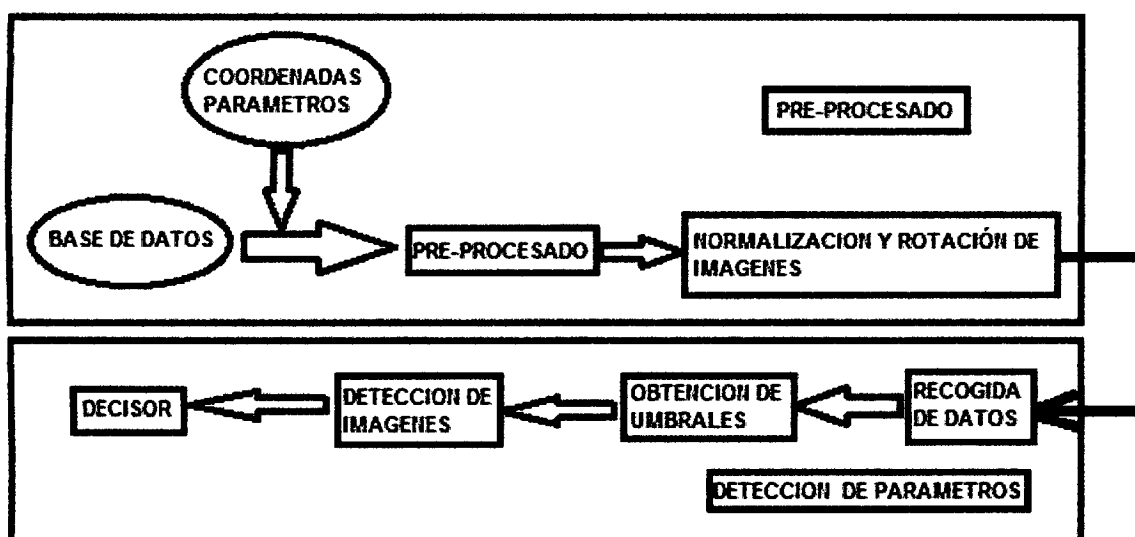 COORDENADAS
PARAMETROS
PRE-PROCESADO
BASE DE DATOS
PRE-PROCESADO
NORMALIZACION Y ROTACIÓN DE
IMAGENES
DECISOR
DETECCION DE
IMAGENES
OBTENCION DE
UMBRALES
RECOGIDA
DE DATOS
DETECCION DE PARAMETROS